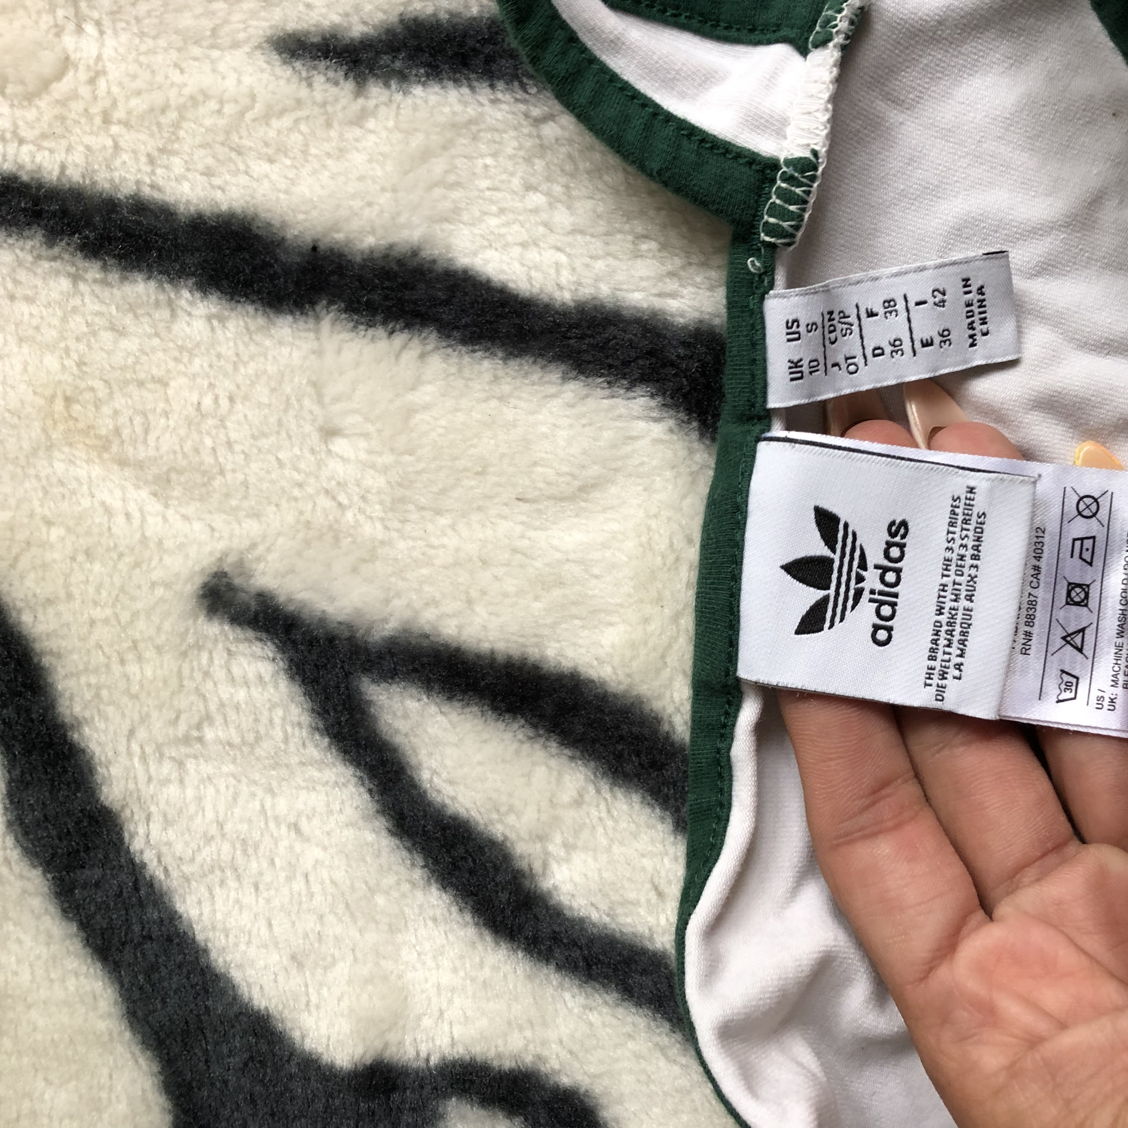 UK US
10 S
J CDN
OT S/P
D F
36 38
E I
36 42
MADE IN
CHINA
adidas
THE BRAND WITH THE 3 STRIPES
DIE WELTMARKE MIT DEN 3 STREIFEN
LA MARQUE AUX 3 BANDES
RN# 88387 CA# 40312
30
US /
UK: MACHINE WASH COLD